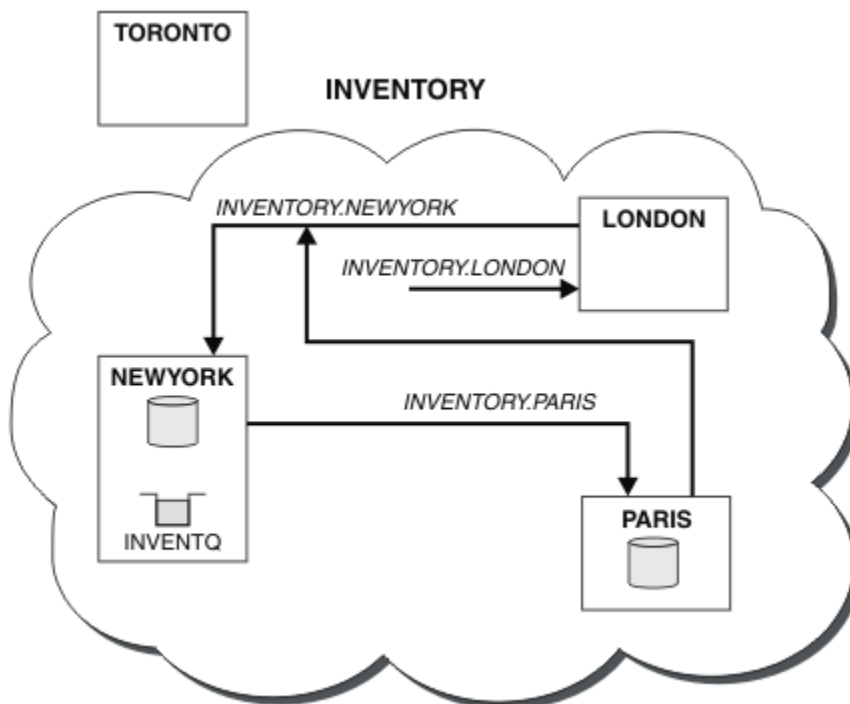 TORONTO
INVENTORY
INVENTORY.NEWYORK
LONDON
INVENTORY.LONDON
NEWYORK
INVENTORY.PARIS
PARIS
INVENTQ